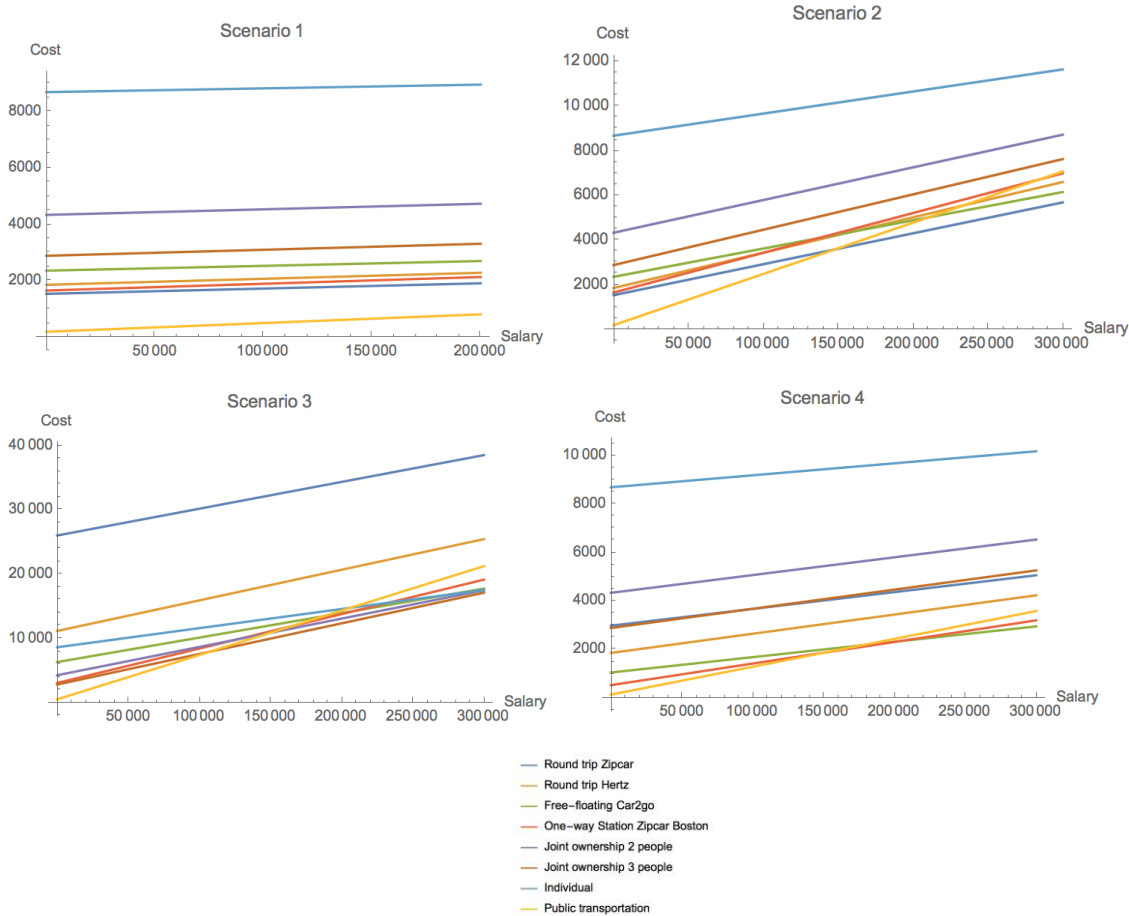 Scenario 1
Cost
8000
6000
4000
2000
50 000
100 000
150 000
200 000
Salary
Scenario 2
Cost
12 000
10 000
8000
6000
4000
2000
50 000
100 000
150 000
200 000
250 000
300 000
Salary
Scenario 3
Cost
40 000
30 000
20 000
10 000
50 000
100 000
150 000
200 000
250 000
300 000
Salary
Scenario 4
Cost
10 000
8000
6000
4000
2000
50 000
100 000
150 000
200 000
250 000
300 000
Salary
Round trip Zipcar
Round trip Hertz
Free-floating Car2go
One-way Station Zipcar Boston
Joint ownership 2 people
Joint ownership 3 people
Individual
Public transportation